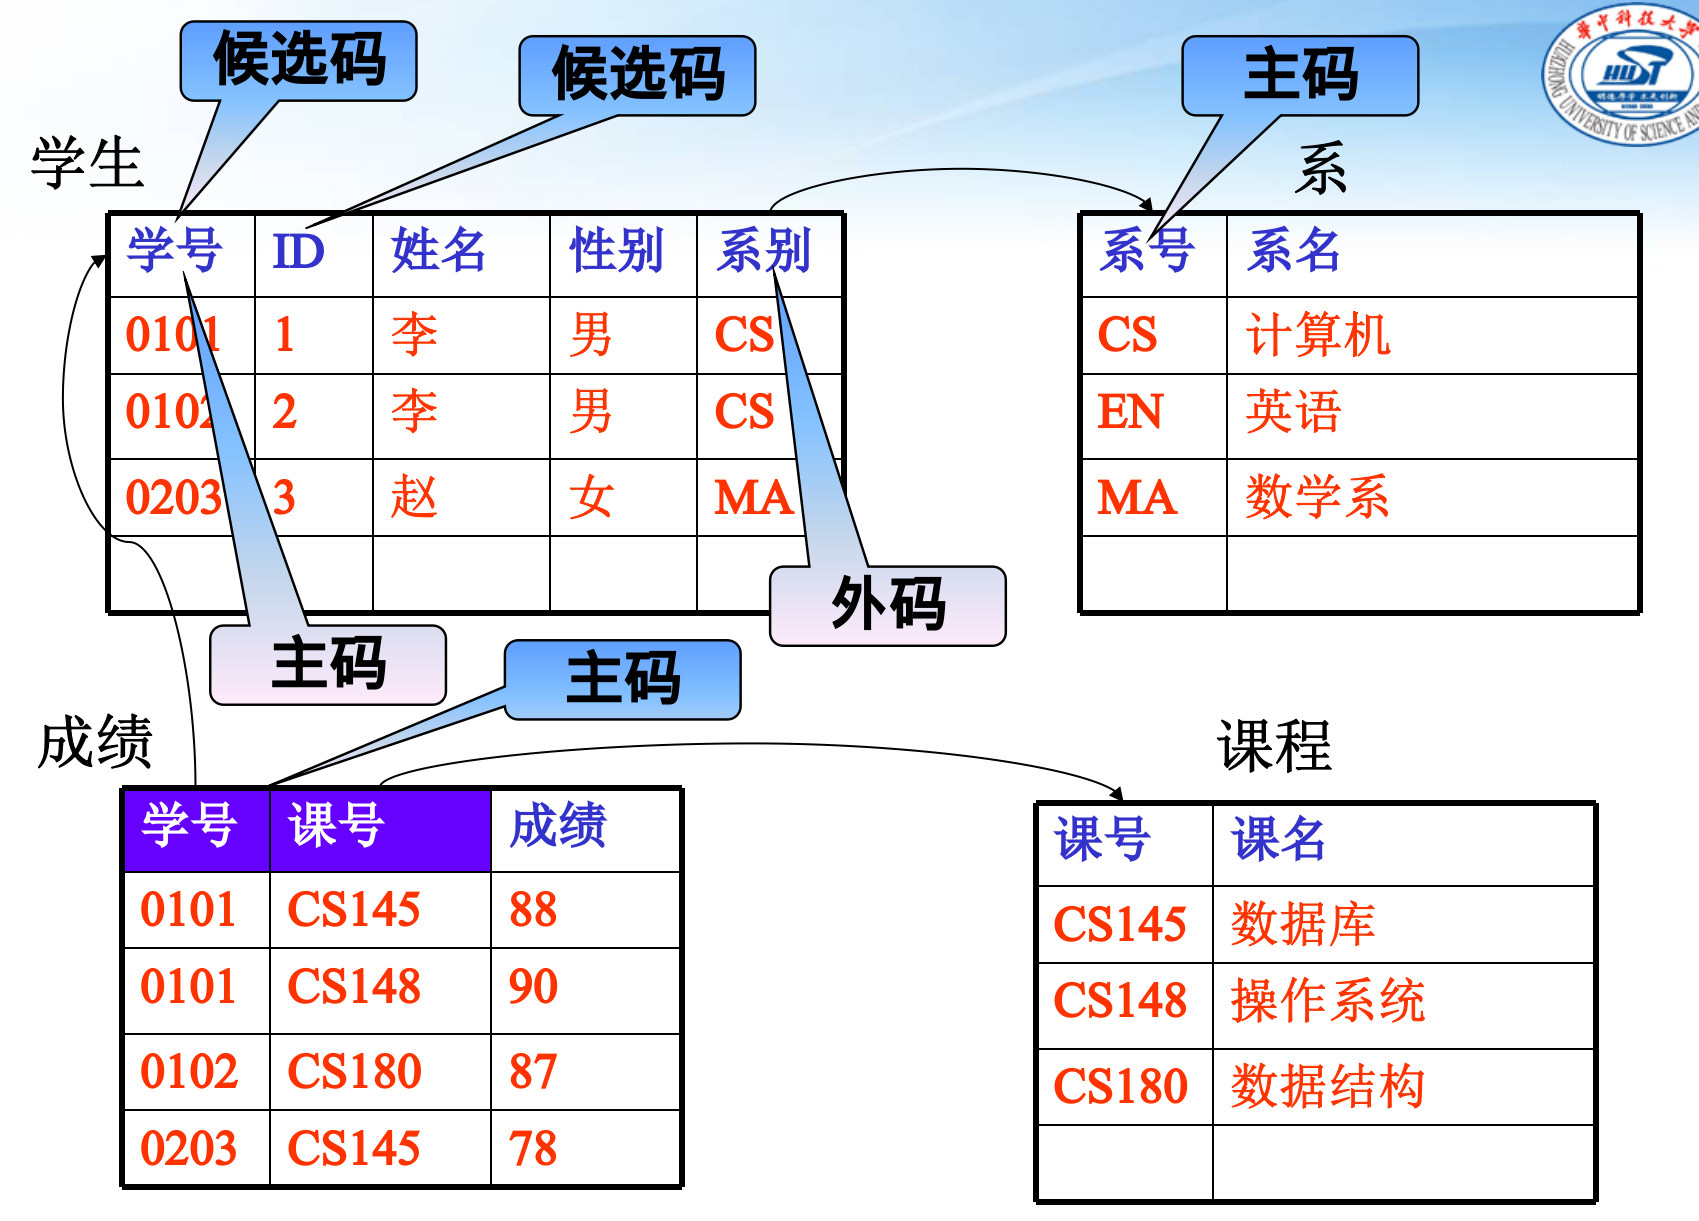 候选码
候选码
主码
华中科技大学
HUST
HUAZHONG UNIVERSITY OF SCIENCE AN
学生
系
学号 ID 姓名 性别 系别
0101 1 李 男 CS
0102 2 李 男 CS
0203 3 赵 女 MA
系号 系名
CS 计算机
EN 英语
MA 数学系
外码
主码
主码
成绩
课程
学号 课号 成绩
0101 CS145 88
0101 CS148 90
0102 CS180 87
0203 CS145 78
课号 课名
CS145 数据库
CS148 操作系统
CS180 数据结构